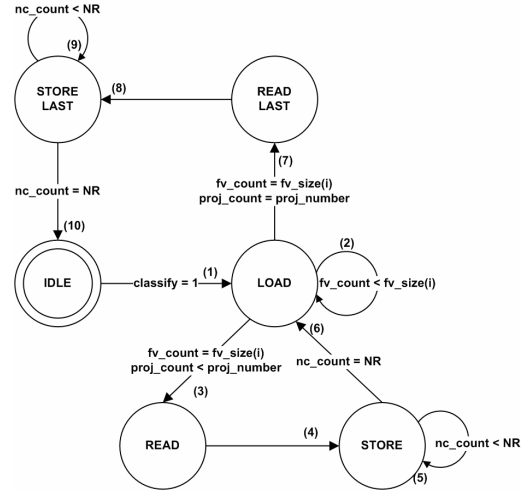 nc_count < NR
(9)
STORE
LAST
(8)
READ
LAST
(7)
nc_count = NR
fv_count = fv_size(i)
proj_count = proj_number
(10)
IDLE
classify = 1
(1)
LOAD
(2)
fv_count < fv_size(i)
(6)
fv_count = fv_size(i)
proj_count < proj_number
nc_count = NR
(3)
READ
(4)
STORE
nc_count < NR
(5)